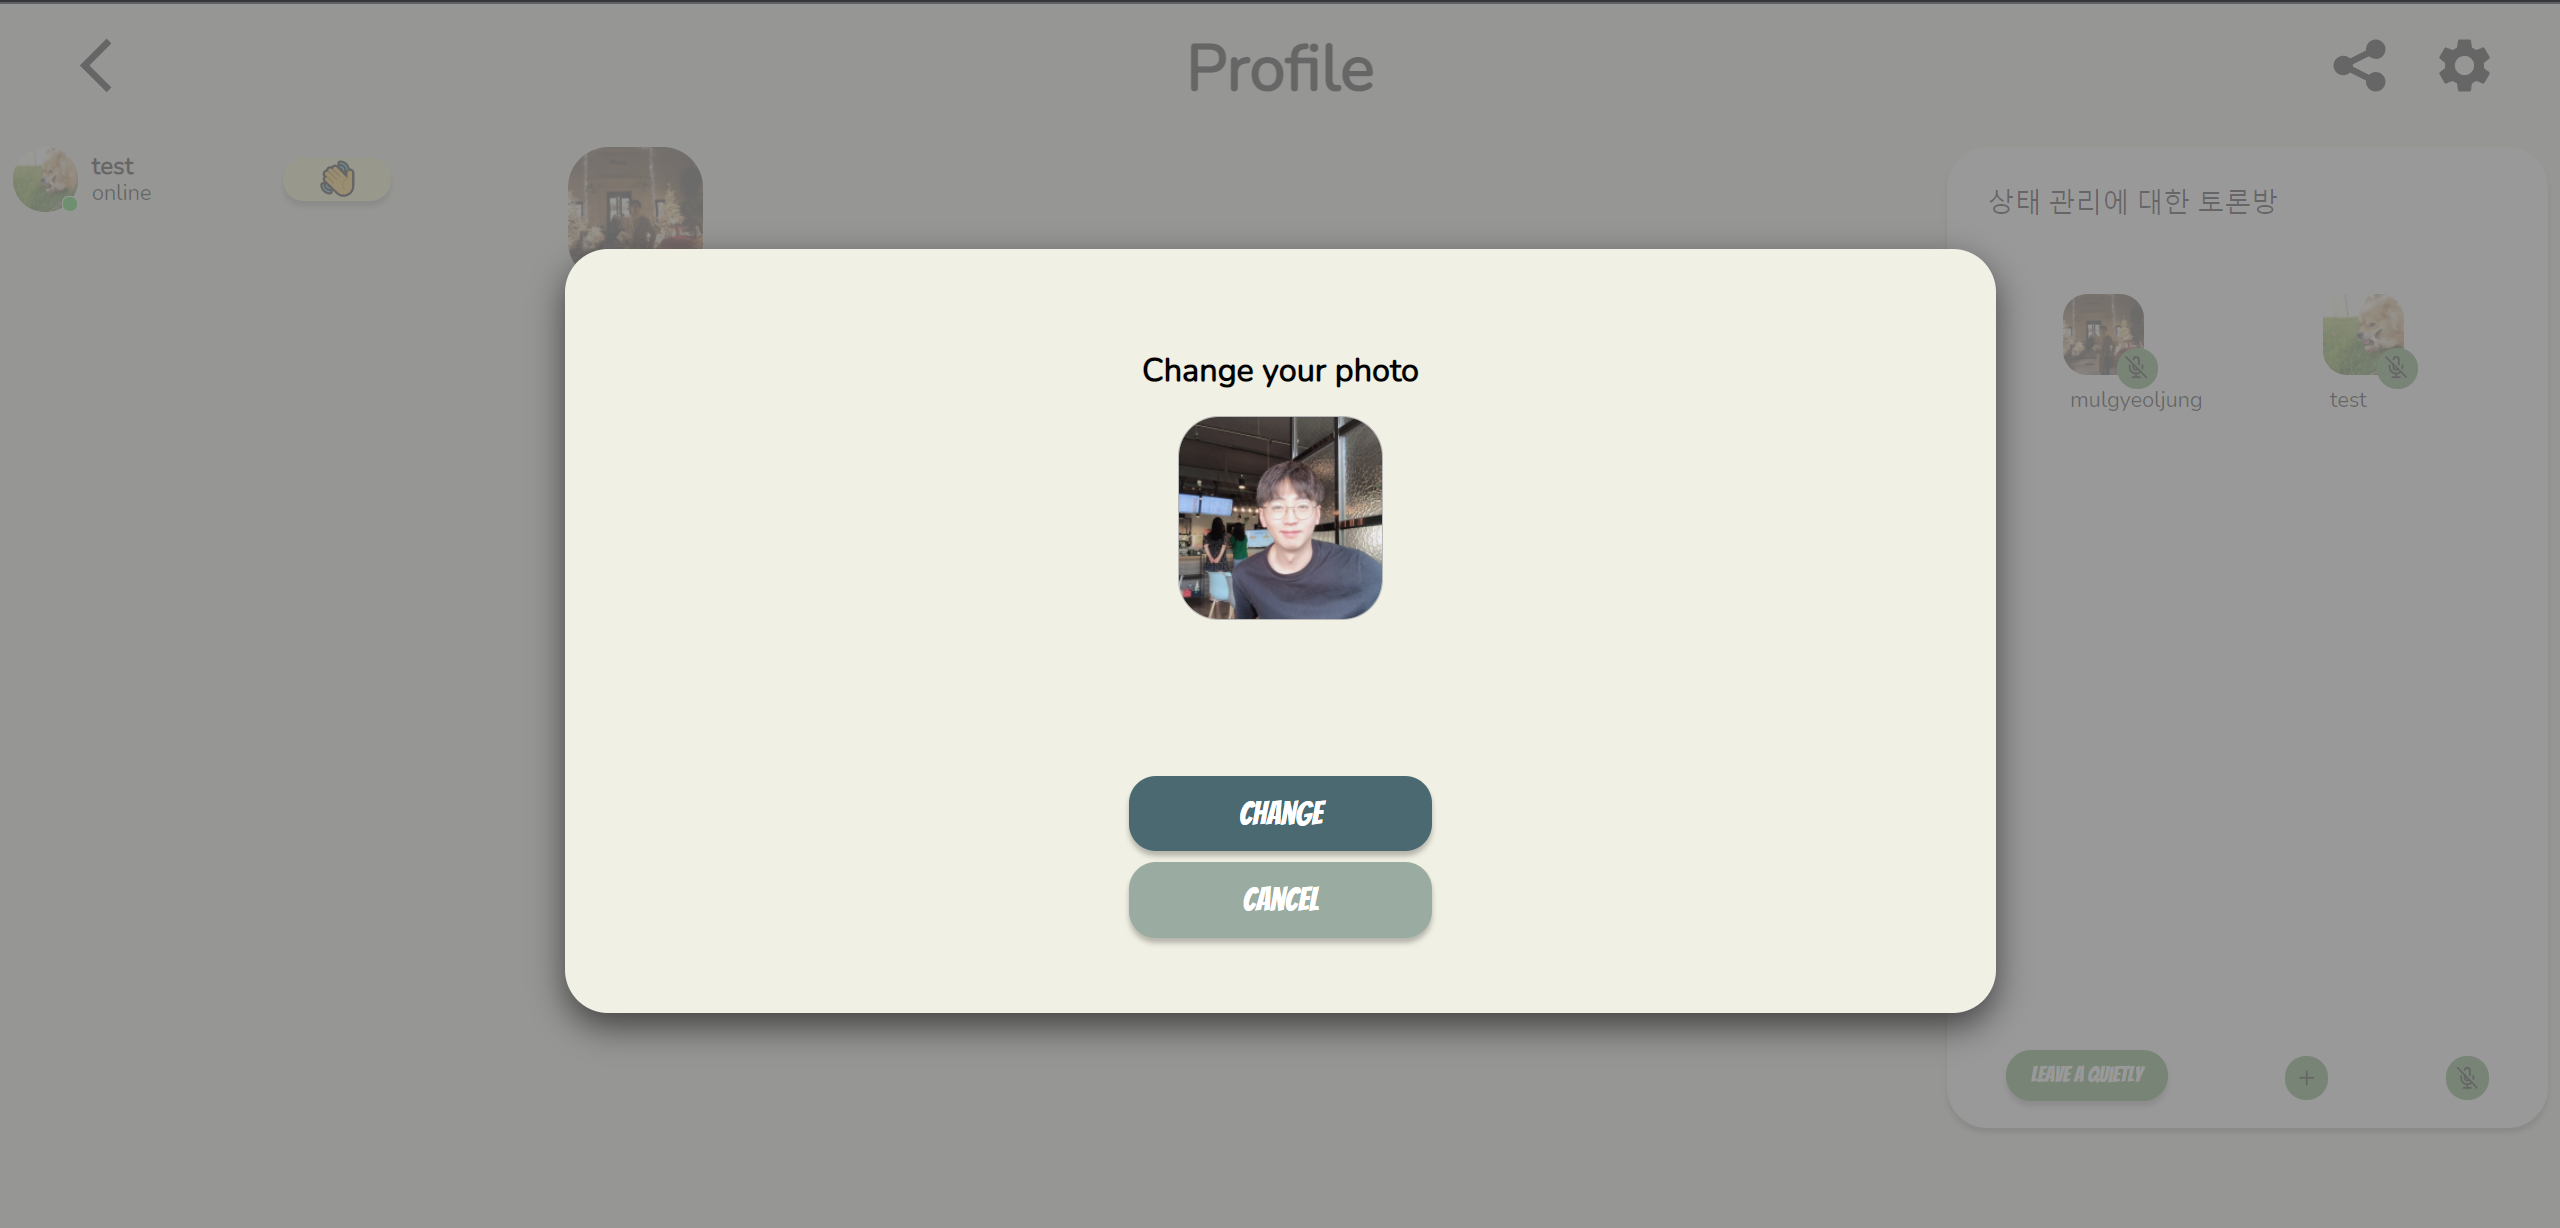 Profile
test
online
상태 관리에 대한 토론방
mulgyeoljung
test
Change your photo
CHANGE
CANCEL
LEAVE A QUIETLY